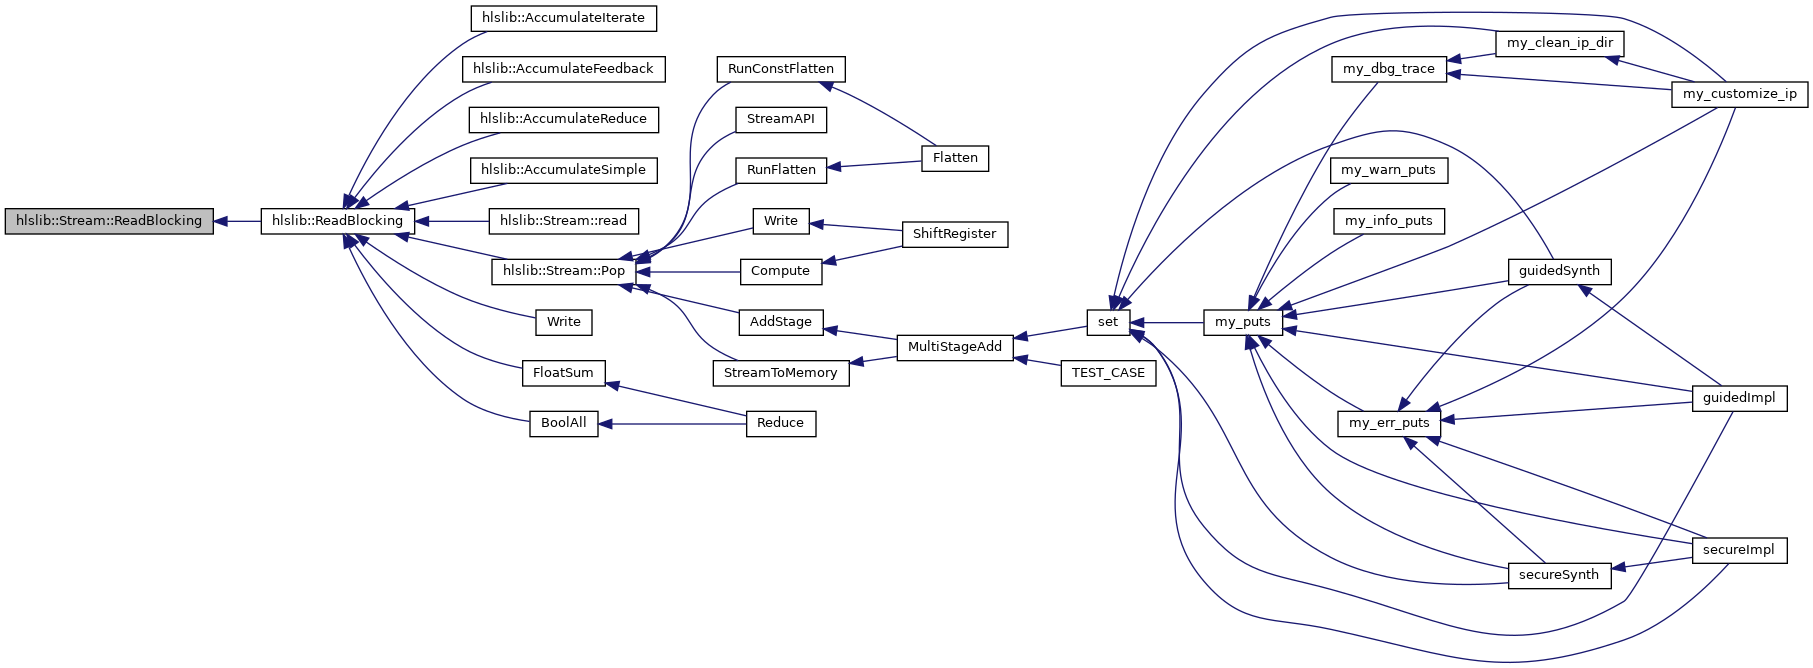 hlslib::Stream::ReadBlocking
hlslib::ReadBlocking
hlslib::AccumulateIterate
hlslib::AccumulateFeedback
hlslib::AccumulateReduce
hlslib::AccumulateSimple
hlslib::Stream::read
hlslib::Stream::Pop
Write
FloatSum
BoolAll
RunConstFlatten
StreamAPI
RunFlatten
Write
Compute
AddStage
StreamToMemory
Reduce
Flatten
ShiftRegister
MultiStageAdd
set
TEST_CASE
my_puts
my_dbg_trace
my_warn_puts
my_info_puts
my_err_puts
my_clean_ip_dir
guidedSynth
secureSynth
my_customize_ip
guidedImpl
secureImpl